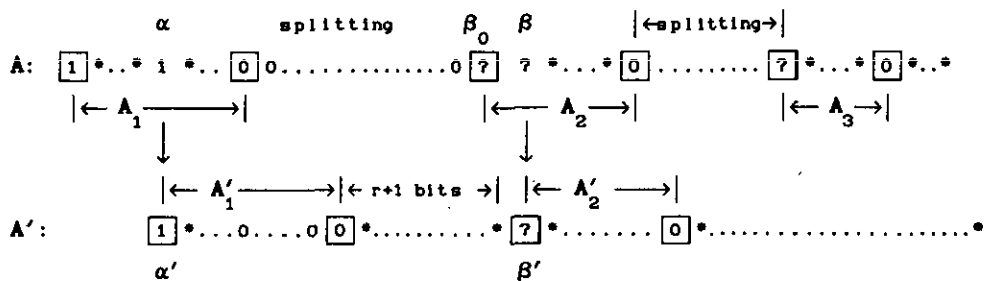 α splitting β₀ β |←splitting→|
A: 1 *..* 1 *.. 0 0.................0 ? ? *....* 0 ......... ? *....* 0 *..*
|← A₁ →| |← A₂ →| |← A₃ →|
|← A′₁ →|← r+1 bits →| |← A′₂ →|
A′: 1 *...0....0 0 *...........* ? *....... 0 *......................*
α′ β′